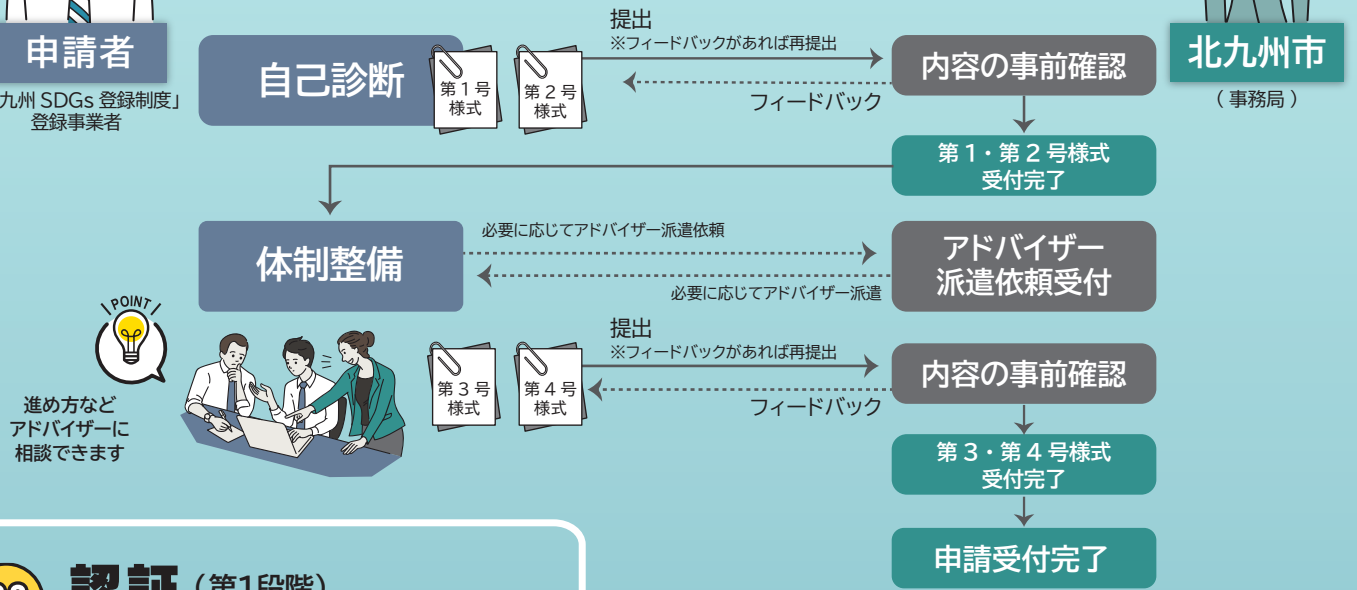 申請者
九州 SDGs 登録制度」
登録事業者
自己診断
第1号
様式
第2号
様式
提出
※フィードバックがあれば再提出
フィードバック
内容の事前確認
北九州市
(事務局)
第1・第2号様式
受付完了
体制整備
必要に応じてアドバイザー派遣依頼
必要に応じてアドバイザー派遣
アドバイザー
派遣依頼受付
POINT
進め方など
アドバイザーに
相談できます
第3号
様式
第4号
様式
提出
※フィードバックがあれば再提出
フィードバック
内容の事前確認
第3・第4号様式
受付完了
申請受付完了
認証(第1段階)